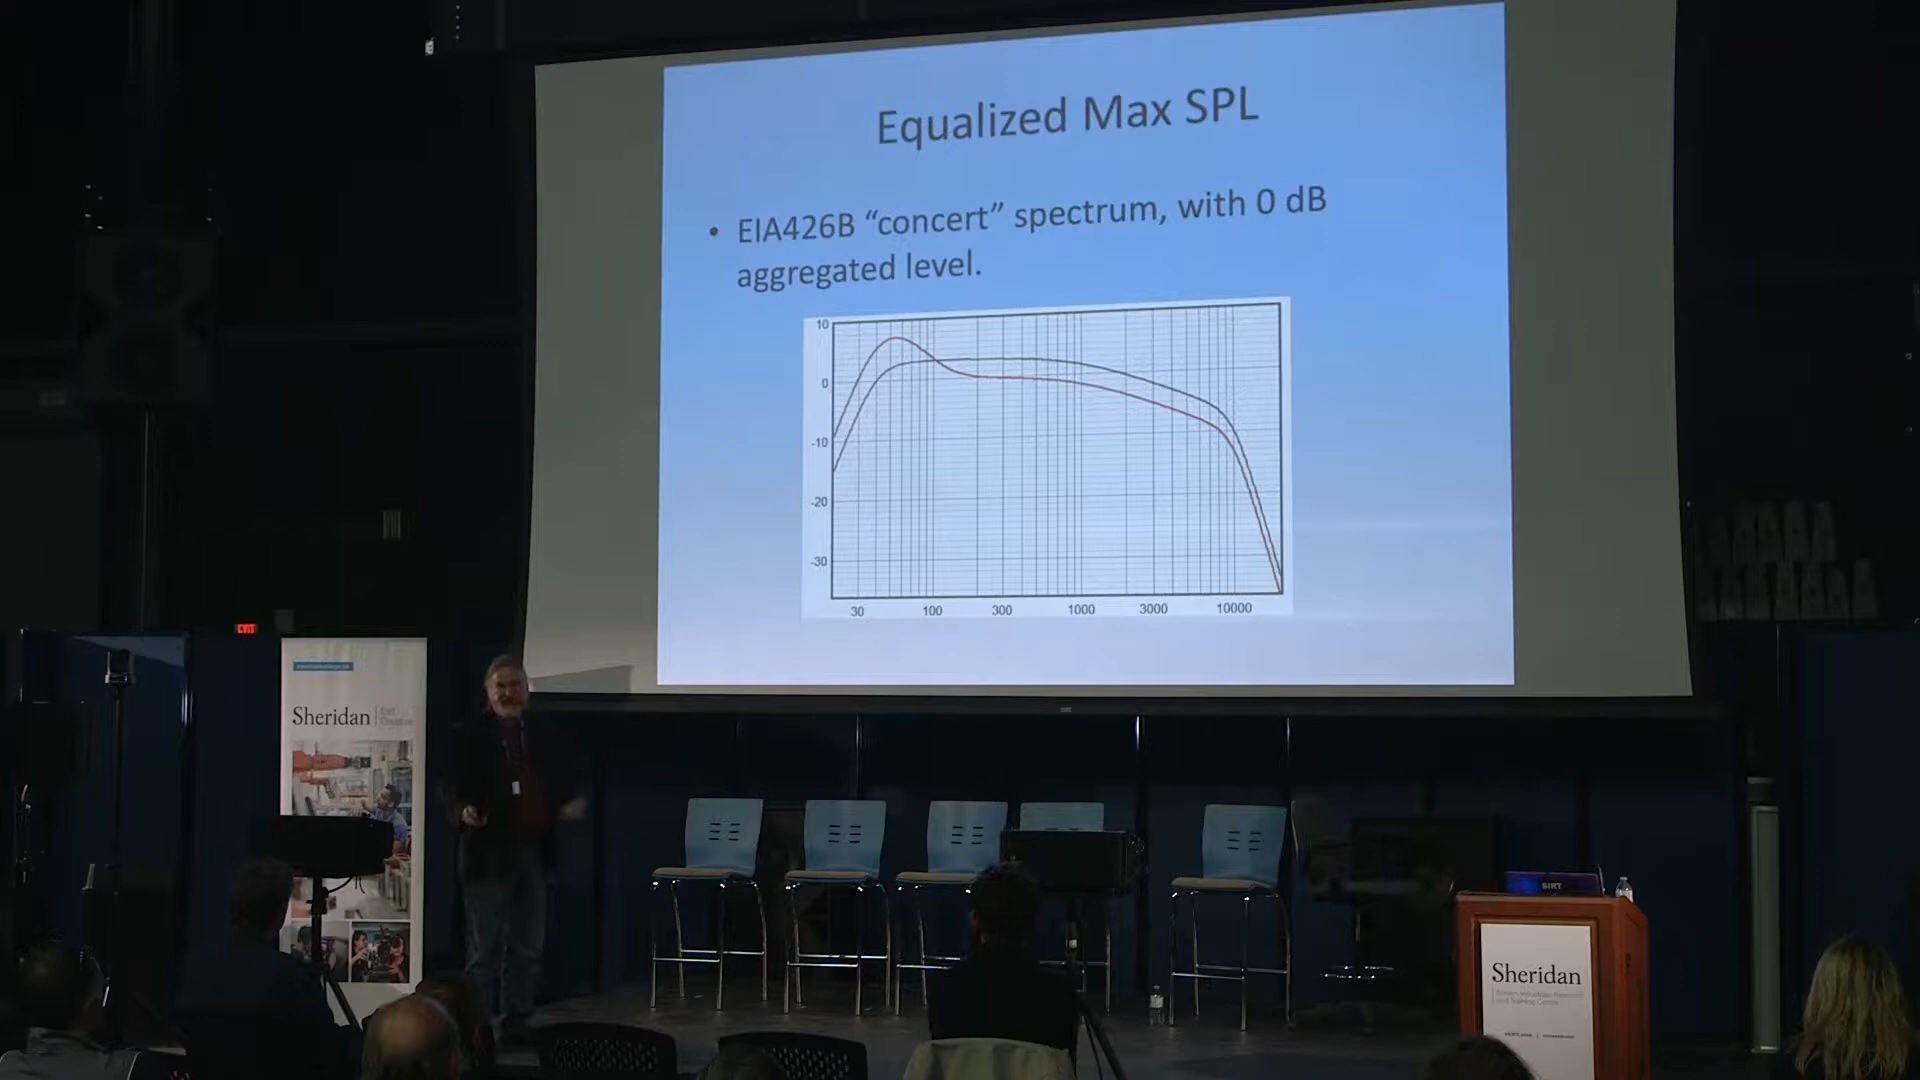 Equalized Max SPL
• EIA426B “concert” spectrum, with 0 dB
aggregated level.
10
0
-10
-20
-30
30 100 300 1000 3000 10000
EXIT
Sheridan
SIRT
Sheridan